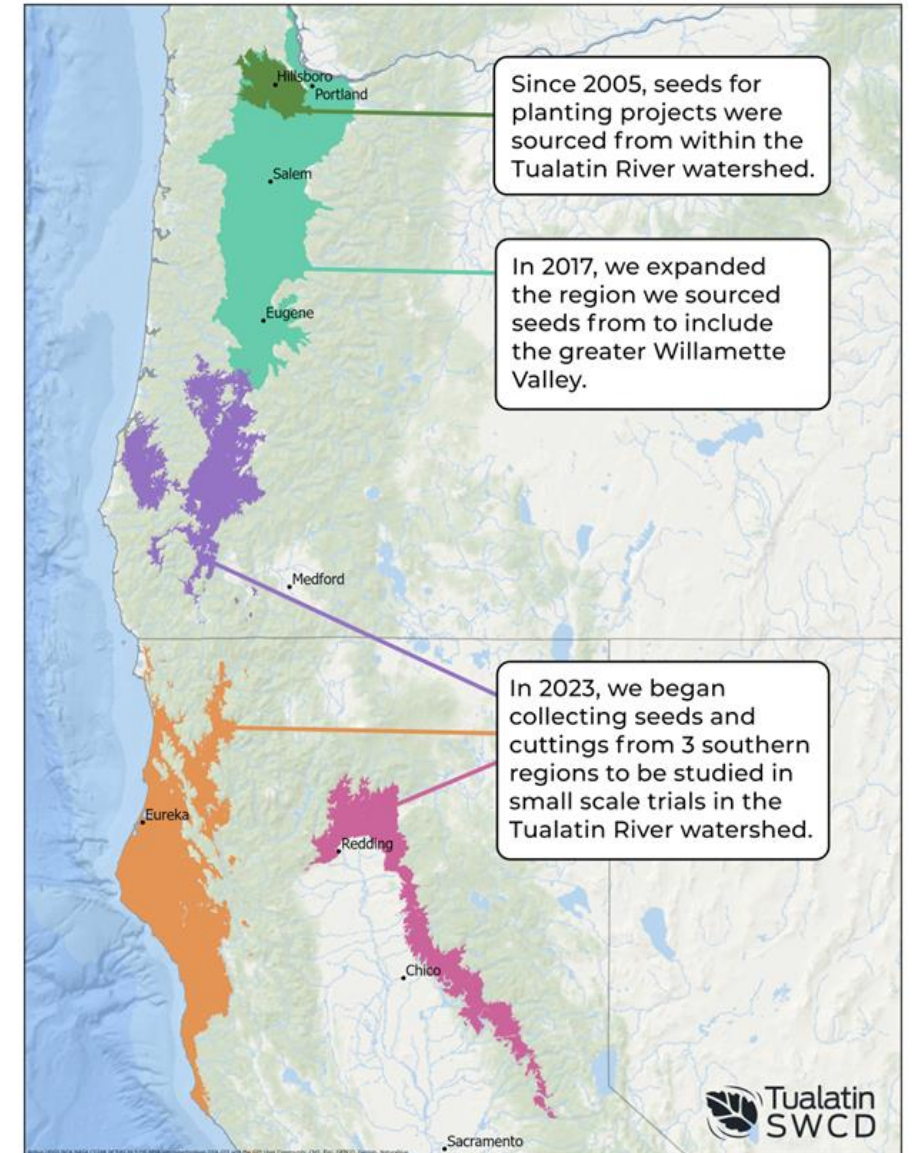 Hillsboro
Portland
Since 2005, seeds for
planting projects were
sourced from within the
Tualatin River watershed.
Salem
In 2017, we expanded
the region we sourced
seeds from to include
the greater Willamette
Valley.
Eugene
Medford
In 2023, we began
collecting seeds and
cuttings from 3 southern
regions to be studied in
small scale trials in the
Tualatin River watershed.
Eureka
Redding
Chico
Tualatin
SWCD
Sacramento